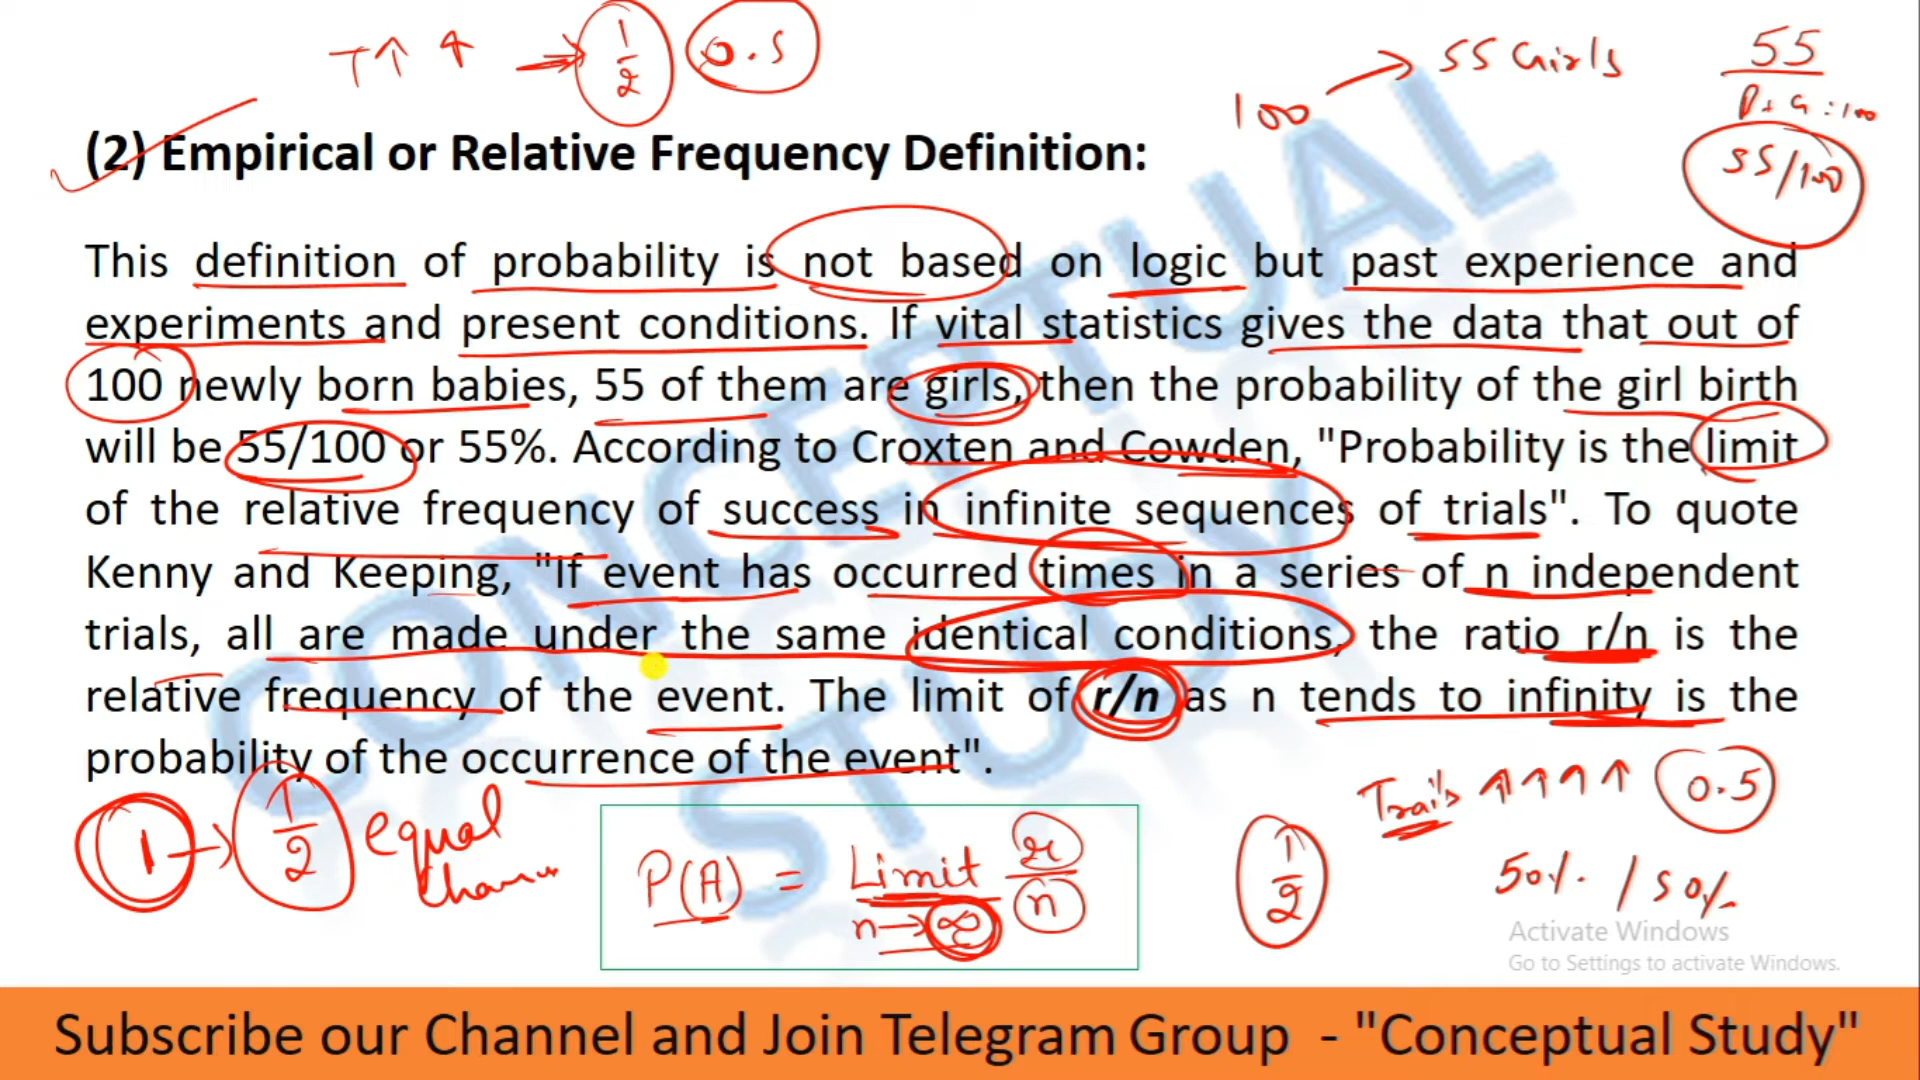 T↑ ↑ → 1/2 0.5
100 → 55 Girls
55
B+G=100
55/100
(2) Empirical or Relative Frequency Definition:
This definition of probability is not based on logic but past experience and
experiments and present conditions. If vital statistics gives the data that out of
100 newly born babies, 55 of them are girls, then the probability of the girl birth
will be 55/100 or 55%. According to Croxten and Cowden, "Probability is the limit
of the relative frequency of success in infinite sequences of trials". To quote
Kenny and Keeping, "If event has occurred times in a series of n independent
trials, all are made under the same identical conditions, the ratio r/n is the
relative frequency of the event. The limit of r/n as n tends to infinity is the
probability of the occurrence of the event".
1 → 1/2 equal
P(A) = Limit r/n
n→∞
1/2
Trails ↑↑↑↑ 0.5
50%. / 50%.
Activate Windows
Go to Settings to activate Windows.
Subscribe our Channel and Join Telegram Group - "Conceptual Study"
CONCEPTUAL
STUDY